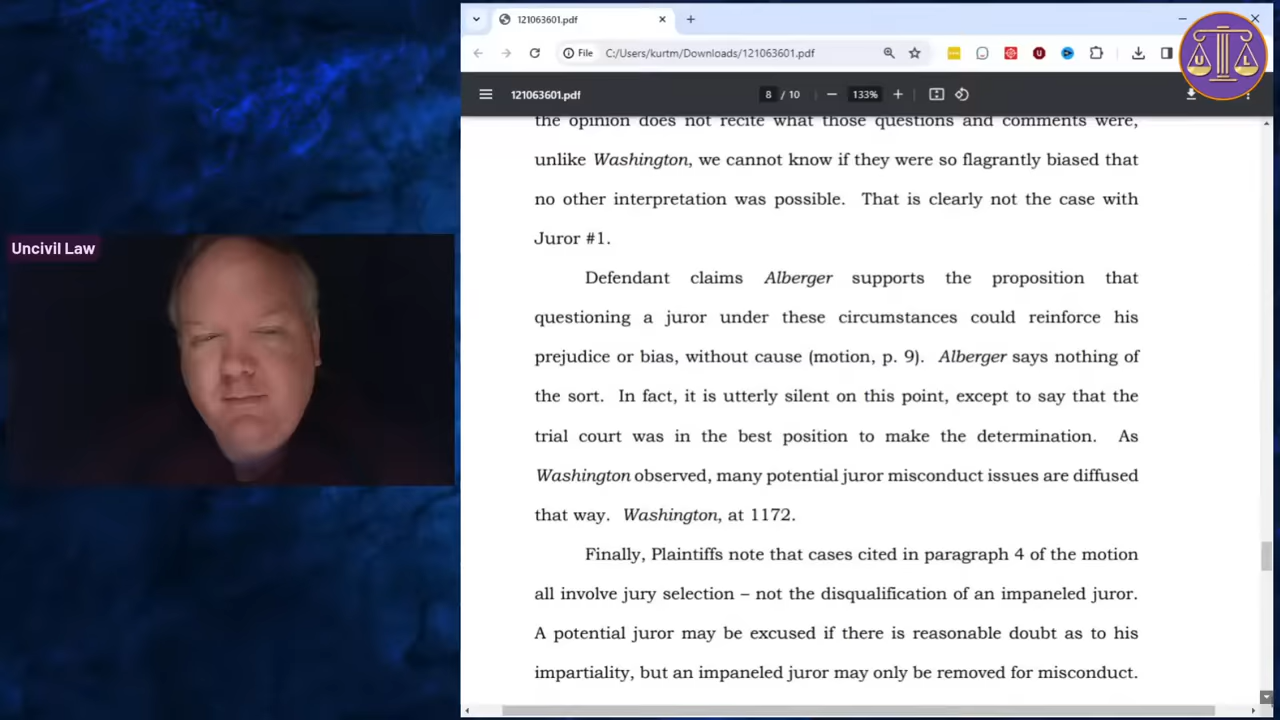 121063601.pdf
File
C:/Users/kurtm/Downloads/121063601.pdf
121063601.pdf
8 / 10
133%
U L
Uncivil Law
the opinion does not recite what those questions and comments were,
unlike Washington, we cannot know if they were so flagrantly biased that
no other interpretation was possible. That is clearly not the case with
Juror #1.
Defendant claims Alberger supports the proposition that
questioning a juror under these circumstances could reinforce his
prejudice or bias, without cause (motion, p. 9). Alberger says nothing of
the sort. In fact, it is utterly silent on this point, except to say that the
trial court was in the best position to make the determination. As
Washington observed, many potential juror misconduct issues are diffused
that way. Washington, at 1172.
Finally, Plaintiffs note that cases cited in paragraph 4 of the motion
all involve jury selection – not the disqualification of an impaneled juror.
A potential juror may be excused if there is reasonable doubt as to his
impartiality, but an impaneled juror may only be removed for misconduct.